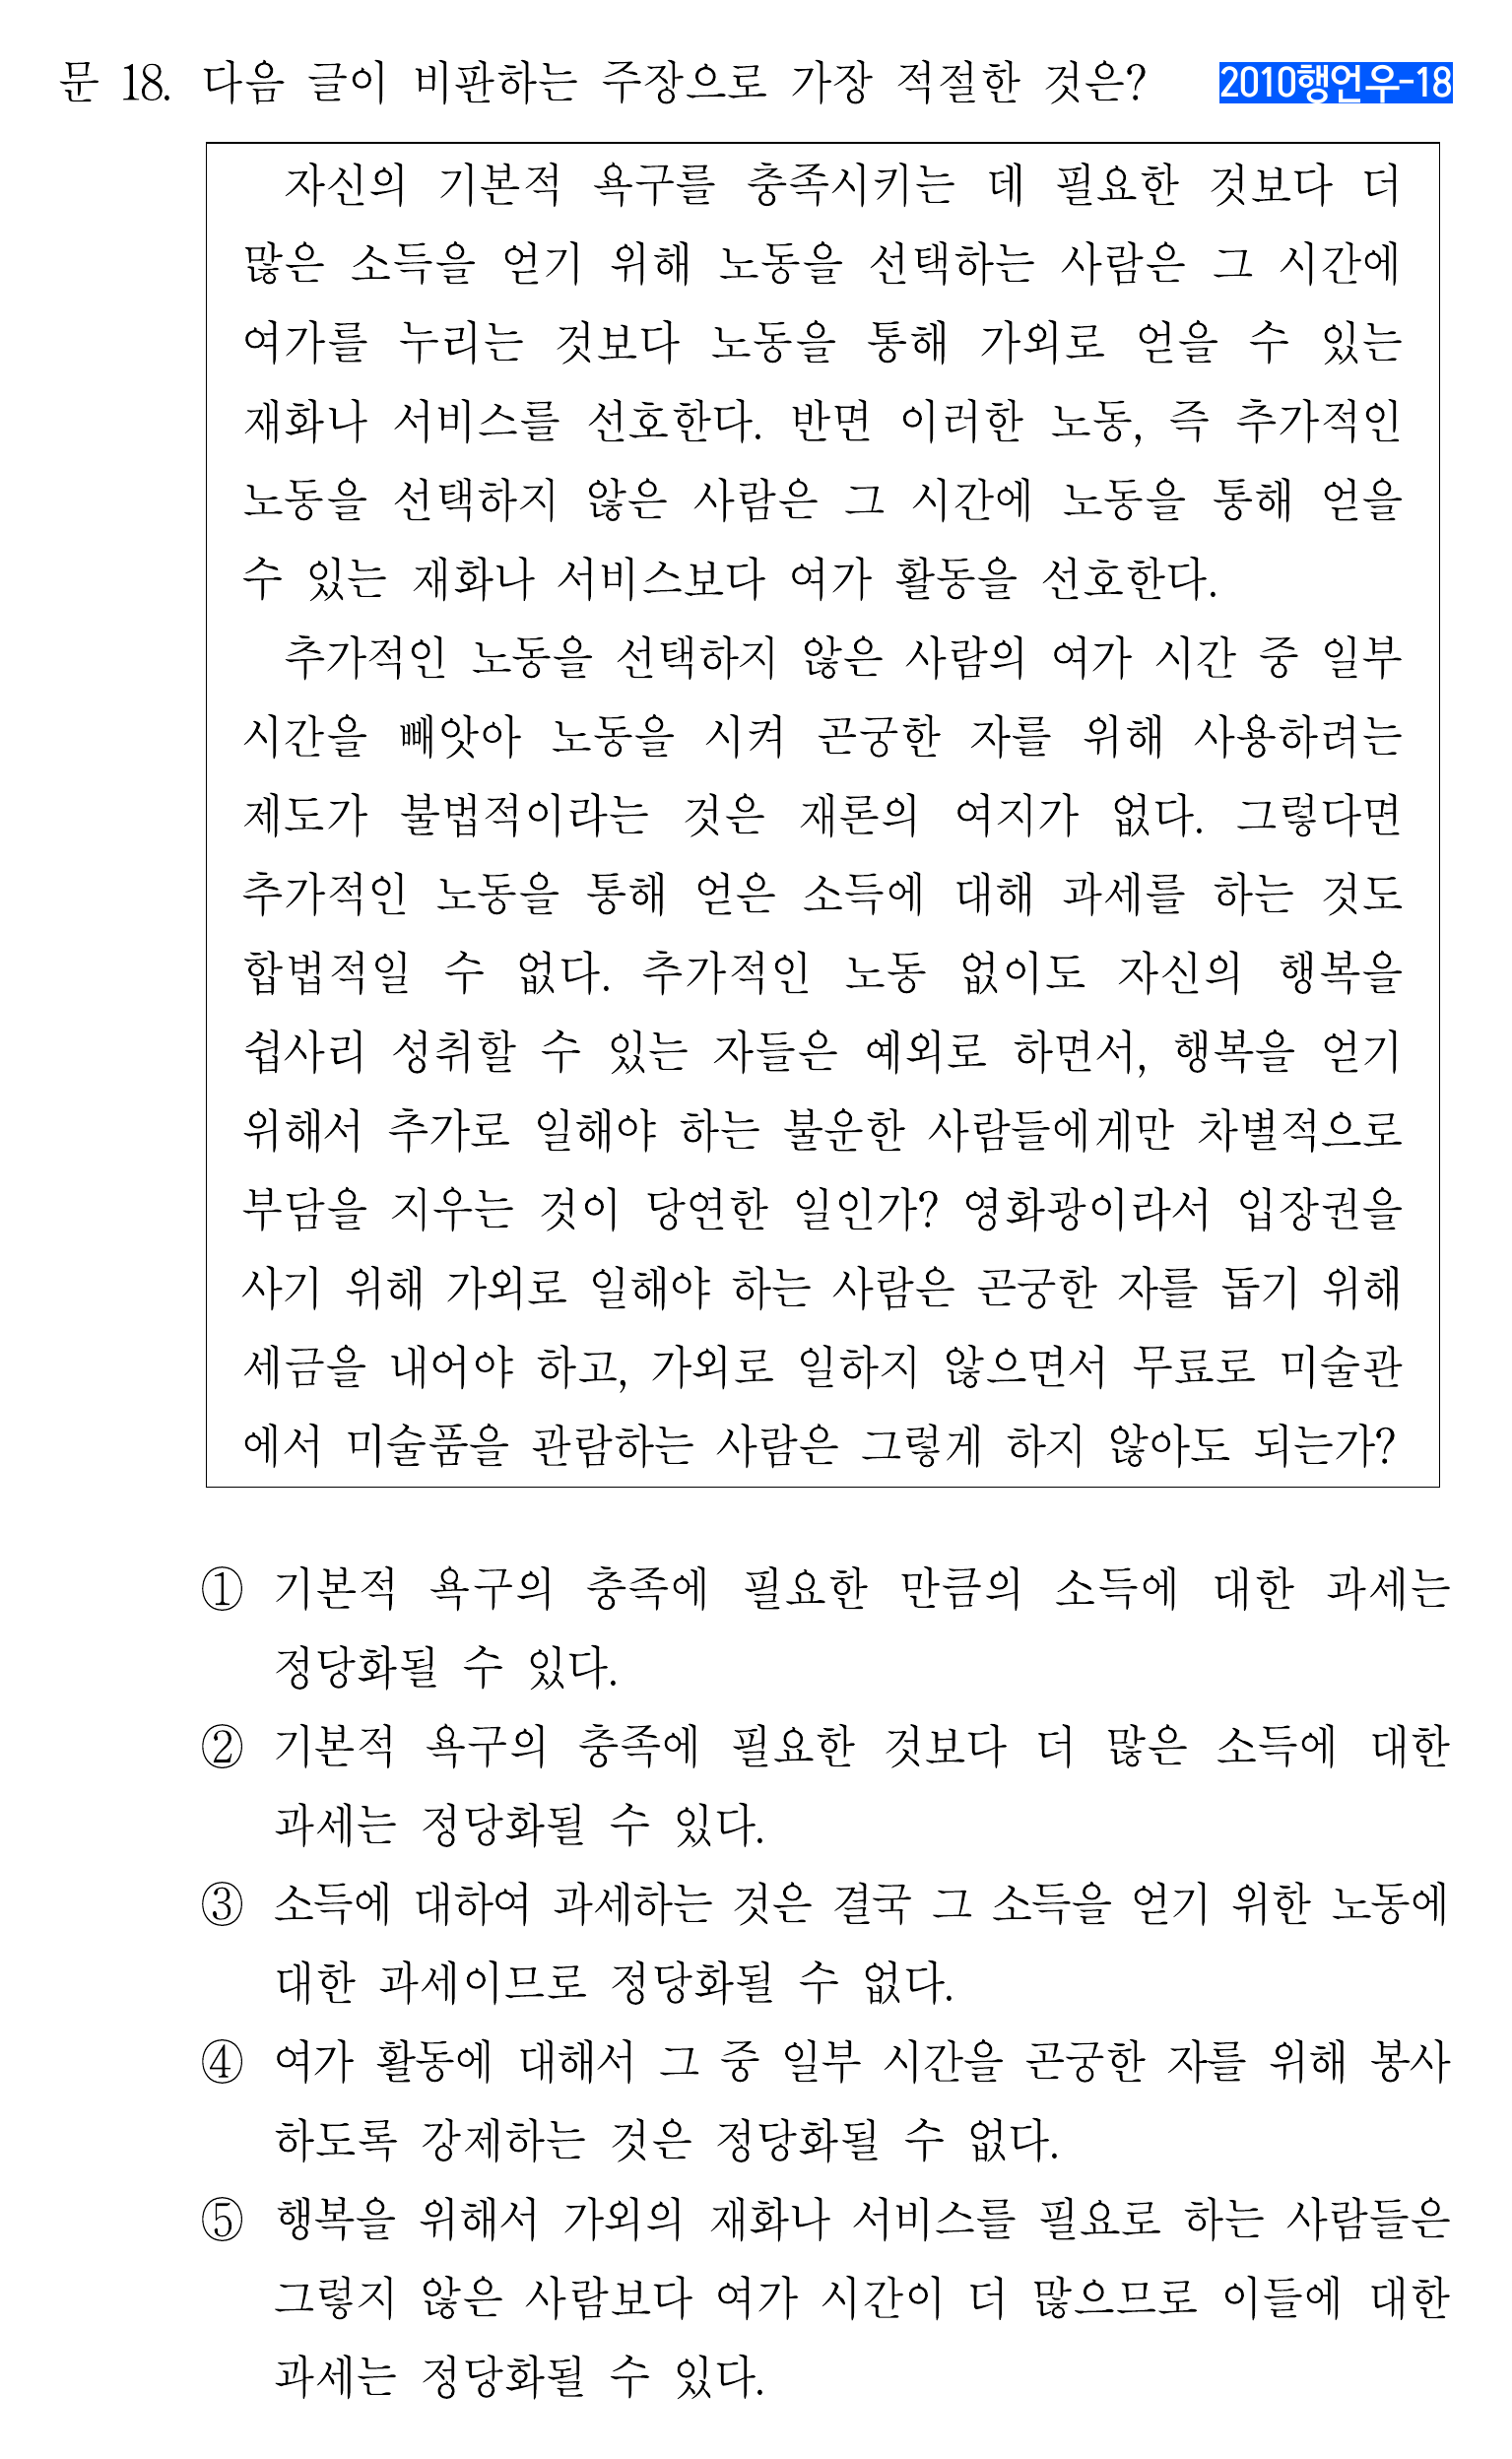 문 18. 다음 글이 비판하는 주장으로 가장 적절한 것은? 2010행언우-18
자신의 기본적 욕구를 충족시키는 데 필요한 것보다 더
많은 소득을 얻기 위해 노동을 선택하는 사람은 그 시간에
여가를 누리는 것보다 노동을 통해 가외로 얻을 수 있는
재화나 서비스를 선호한다. 반면 이러한 노동, 즉 추가적인
노동을 선택하지 않은 사람은 그 시간에 노동을 통해 얻을
수 있는 재화나 서비스보다 여가 활동을 선호한다.
추가적인 노동을 선택하지 않은 사람의 여가 시간 중 일부
시간을 빼앗아 노동을 시켜 곤궁한 자를 위해 사용하려는
제도가 불법적이라는 것은 재론의 여지가 없다. 그렇다면
추가적인 노동을 통해 얻은 소득에 대해 과세를 하는 것도
합법적일 수 없다. 추가적인 노동 없이도 자신의 행복을
쉽사리 성취할 수 있는 자들은 예외로 하면서, 행복을 얻기
위해서 추가로 일해야 하는 불운한 사람들에게만 차별적으로
부담을 지우는 것이 당연한 일인가? 영화광이라서 입장권을
사기 위해 가외로 일해야 하는 사람은 곤궁한 자를 돕기 위해
세금을 내어야 하고, 가외로 일하지 않으면서 무료로 미술관
에서 미술품을 관람하는 사람은 그렇게 하지 않아도 되는가?
① 기본적 욕구의 충족에 필요한 만큼의 소득에 대한 과세는
정당화될 수 있다.
② 기본적 욕구의 충족에 필요한 것보다 더 많은 소득에 대한
과세는 정당화될 수 있다.
③ 소득에 대하여 과세하는 것은 결국 그 소득을 얻기 위한 노동에
대한 과세이므로 정당화될 수 없다.
④ 여가 활동에 대해서 그 중 일부 시간을 곤궁한 자를 위해 봉사
하도록 강제하는 것은 정당화될 수 없다.
⑤ 행복을 위해서 가외의 재화나 서비스를 필요로 하는 사람들은
그렇지 않은 사람보다 여가 시간이 더 많으므로 이들에 대한
과세는 정당화될 수 있다.